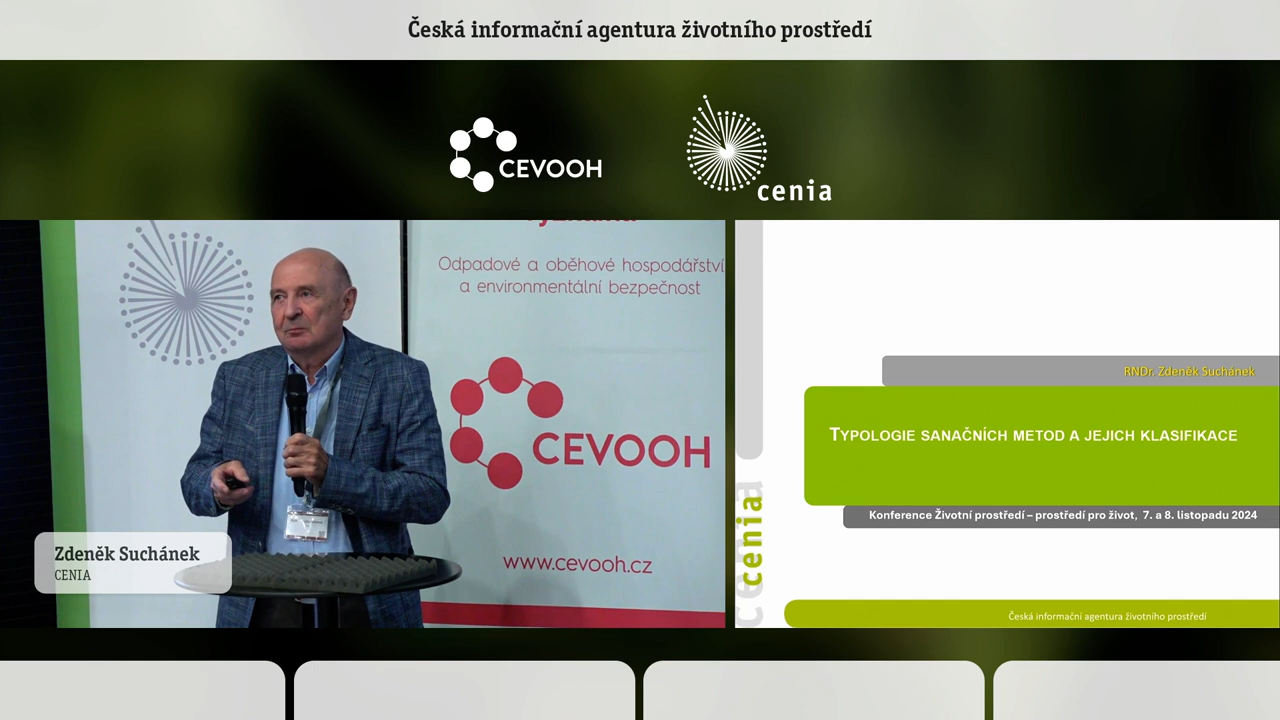 Česká informační agentura životního prostředí
CEVOOH
cenia
Odpadové a oběhové hospodářství
a environmentální bezpečnost
CEVOOH
www.cevooh.cz
Zdeněk Suchánek
CENIA
RNDr. Zdeněk Suchánek
TYPOLOGIE SANAČNÍCH METOD A JEJICH KLASIFIKACE
Konference Životní prostředí – prostředí pro život, 7. a 8. listopadu 2024
cenia
Česká informační agentura životního prostředí